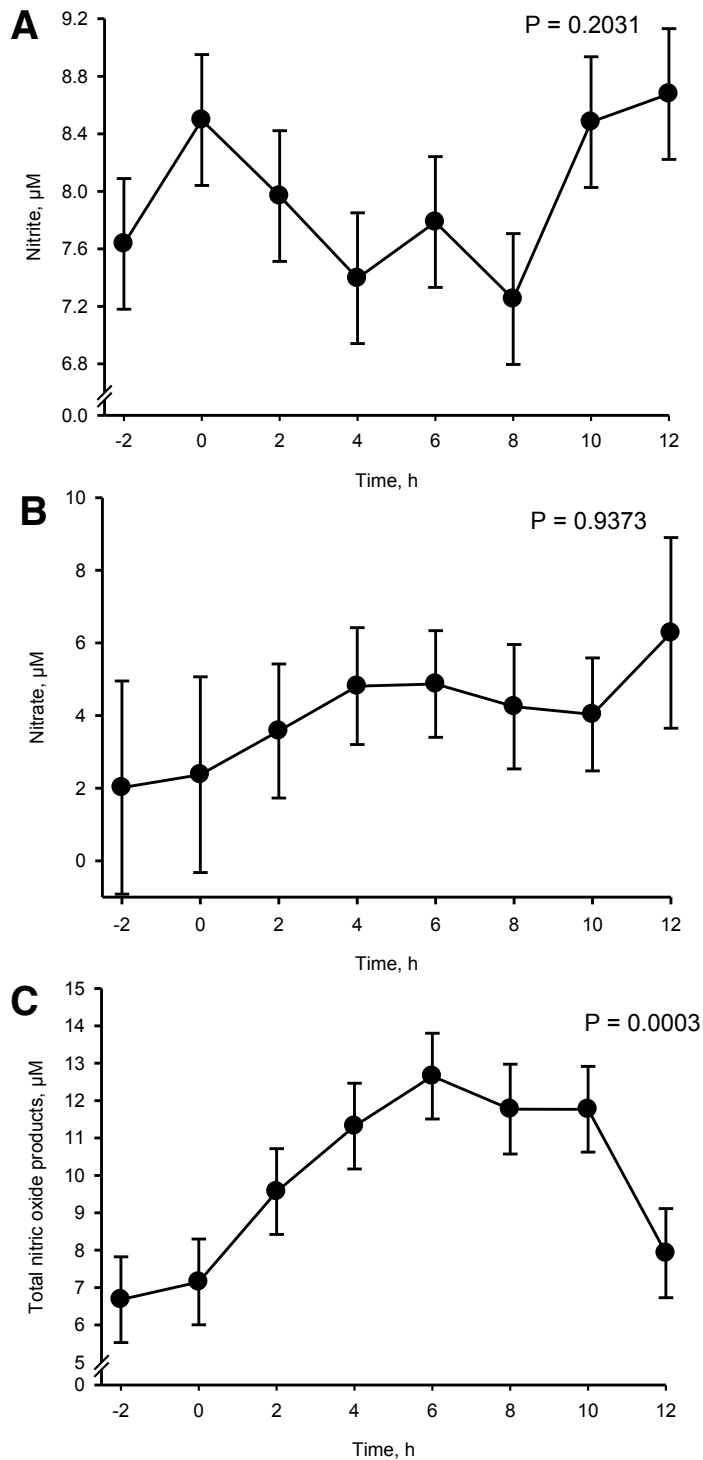 A
P = 0.2031
9.2
8.8
8.4
8.0
7.6
7.2
6.8
0.0
Nitrite, µM
-2 0 2 4 6 8 10 12
Time, h
B
P = 0.9373
10
8
6
4
2
0
Nitrate, µM
-2 0 2 4 6 8 10 12
Time, h
C
P = 0.0003
15
14
13
12
11
10
9
8
7
6
5
0
Total nitric oxide products, µM
-2 0 2 4 6 8 10 12
Time, h